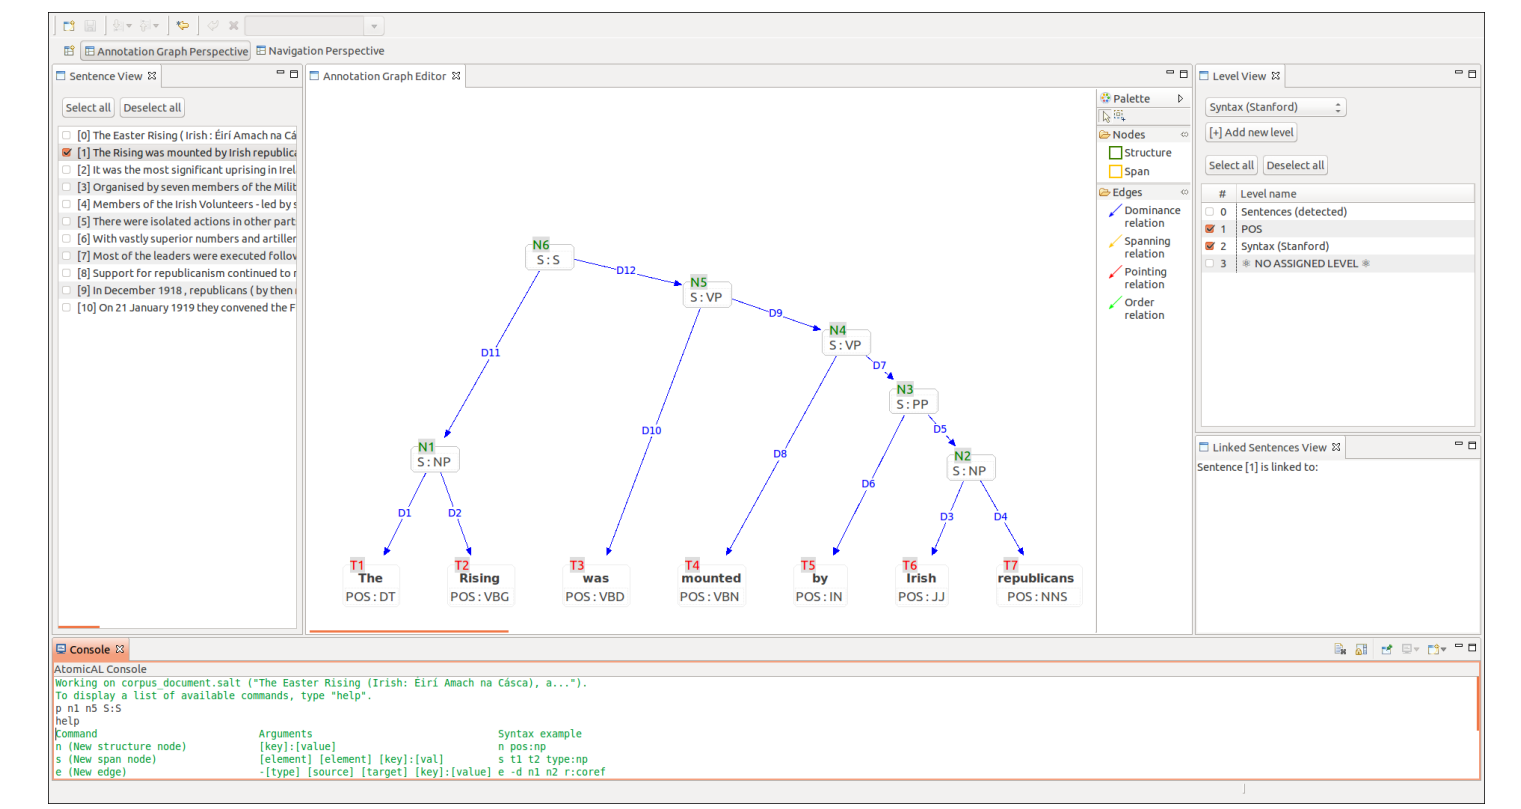 Annotation Graph Perspective Navigation Perspective
Sentence View
Select all Deselect all
[0] The Easter Rising ( Irish : Éirí Amach na Cá
[1] The Rising was mounted by Irish republica
[2] It was the most significant uprising in Irel
[3] Organised by seven members of the Milit
[4] Members of the Irish Volunteers - led by s
[5] There were isolated actions in other part
[6] With vastly superior numbers and artiller
[7] Most of the leaders were executed follow
[8] Support for republicanism continued to r
[9] In December 1918 , republicans ( by then
[10] On 21 January 1919 they convened the F
Annotation Graph Editor
N6
S : S
D12
N5
S : VP
D9
N4
S : VP
D11
D7
N3
S : PP
D10
D5
N1
S : NP
D8
N2
S : NP
D6
D1
D2
D3
D4
T1
The
POS : DT
T2
Rising
POS : VBG
T3
was
POS : VBD
T4
mounted
POS : VBN
T5
by
POS : IN
T6
Irish
POS : JJ
T7
republicans
POS : NNS
Palette
Nodes
Structure
Span
Edges
Dominance
relation
Spanning
relation
Pointing
relation
Order
relation
Level View
Syntax (Stanford)
[+] Add new level
Select all Deselect all
# Level name
0 Sentences (detected)
1 POS
2 Syntax (Stanford)
3 NO ASSIGNED LEVEL
Linked Sentences View
Sentence [1] is linked to:
Console
AtomicAL Console
Working on corpus_document.salt ("The Easter Rising (Irish: Éirí Amach na Cásca), a...").
To display a list of available commands, type "help".
p n1 n5 S:S
help
Command Arguments Syntax example
n (New structure node) [key]:[value] n pos:np
s (New span node) [element] [element] [key]:[val] s t1 t2 type:np
e (New edge) -[type] [source] [target] [key]:[value] e -d n1 n2 r:coref